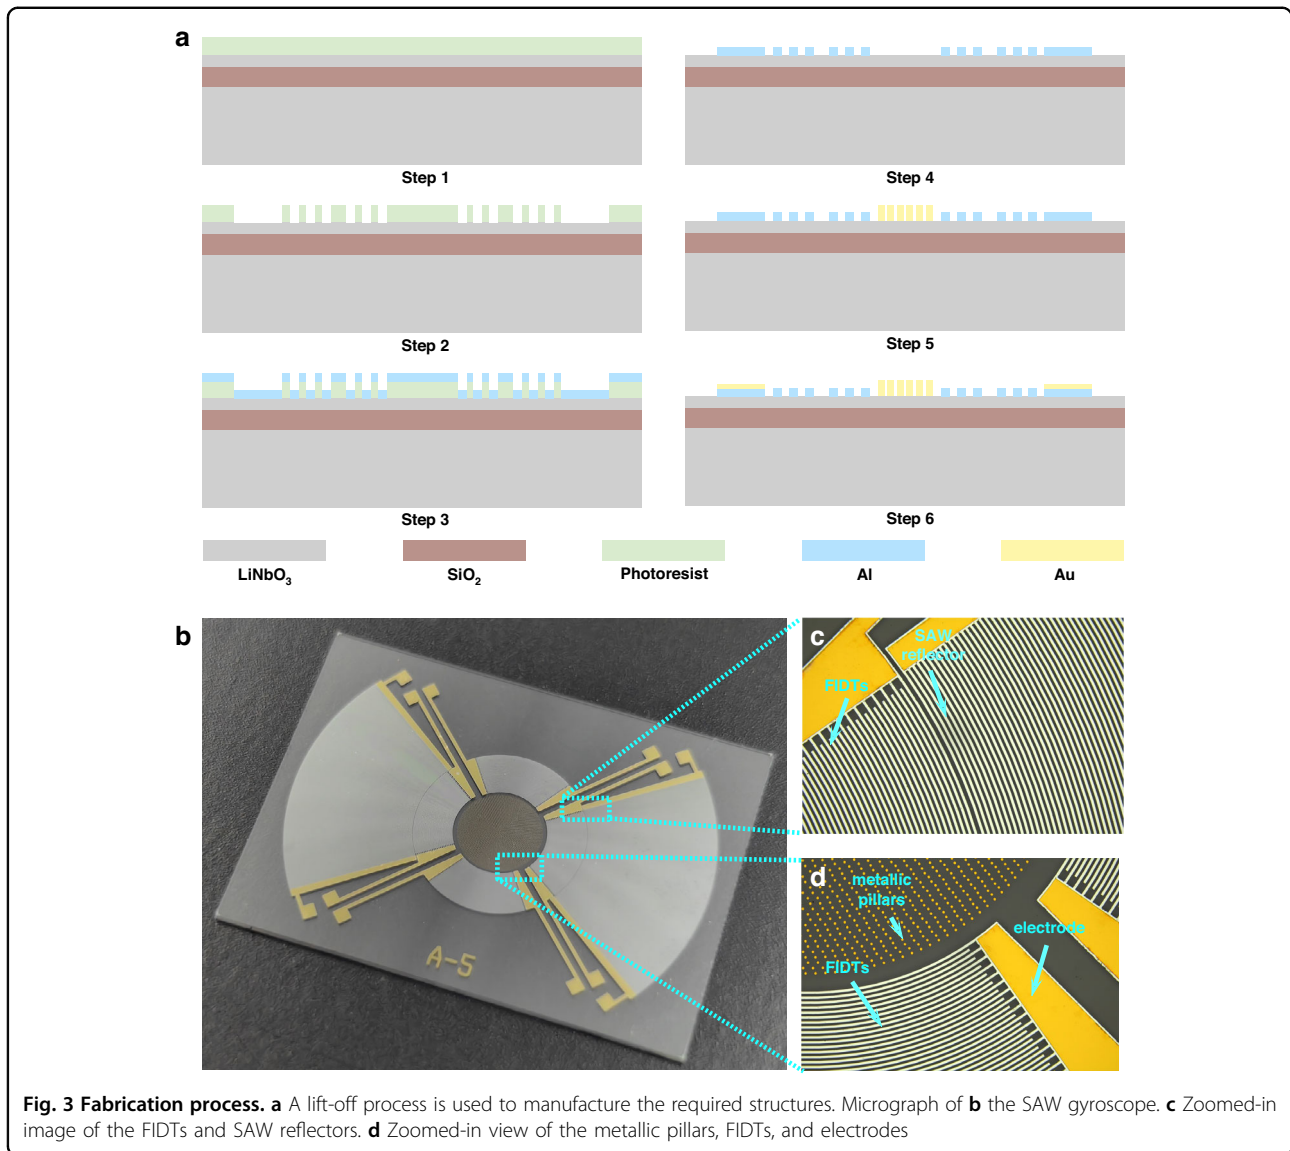 a
Step 1
Step 4
Step 2
Step 5
Step 3
Step 6
LiNbO₃
SiO₂
Photoresist
Al
Au
b
A-5
c
SAW
reflector
FIDTs
d
metallic
pillars
electrode
FIDTs
Fig. 3 Fabrication process. a A lift-off process is used to manufacture the required structures. Micrograph of b the SAW gyroscope. c Zoomed-in
image of the FIDTs and SAW reflectors. d Zoomed-in view of the metallic pillars, FIDTs, and electrodes